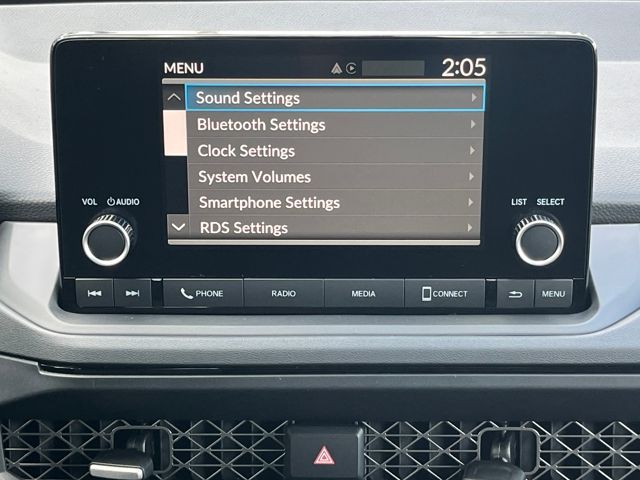 MENU 2:05
Sound Settings
Bluetooth Settings
Clock Settings
System Volumes
Smartphone Settings
RDS Settings
VOL AUDIO
LIST SELECT
PHONE RADIO MEDIA CONNECT MENU